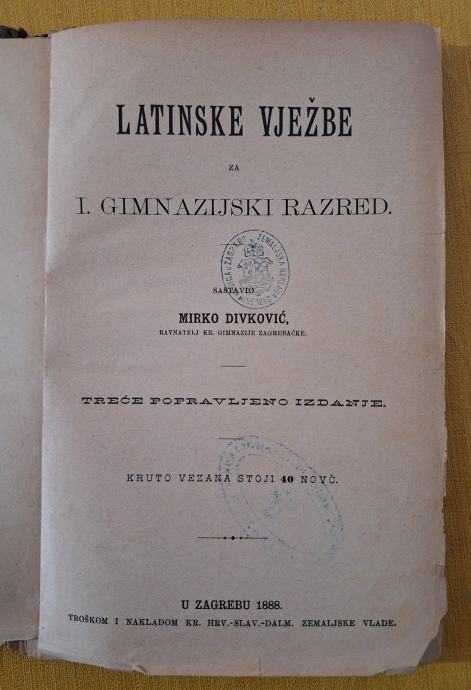 LATINSKE VJEŽBE
ZA
I. GIMNAZIJSKI RAZRED.
SASTAVIO
MIRKO DIVKOVIĆ,
RAVNATELJ KR. GIMNAZIJE ZAGREBAČKE.
TREĆE POPRAVLJENO IZDANJE.
KRUTO VEZANA STOJI 40 NOVČ.
U ZAGREBU 1888.
TROŠKOM I NAKLADOM KR. HRV.-SLAV.-DALM. ZEMALJSKE VLADE.